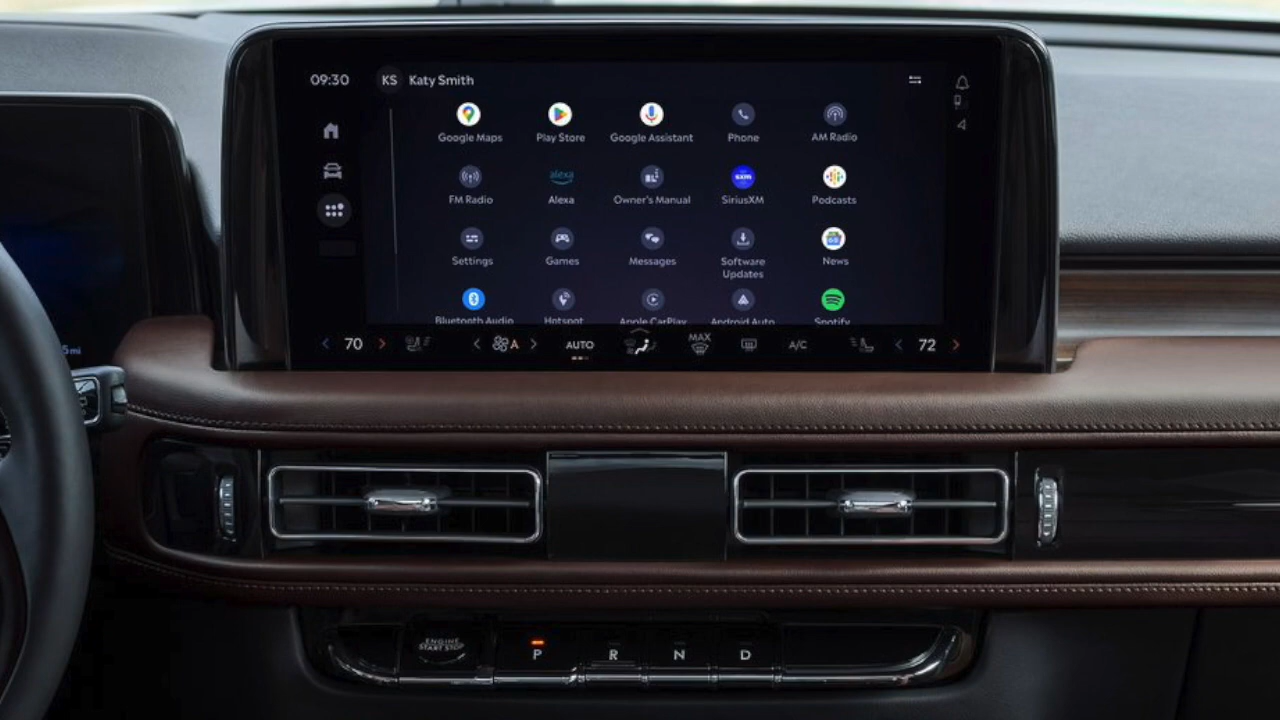 09:30 KS Katy Smith
Google Maps Play Store Google Assistant Phone AM Radio
alexa sxm
FM Radio Alexa Owner's Manual SiriusXM Podcasts
Settings Games Messages Software Updates News
Bluetooth Audio Hotspot Apple CarPlay Android Auto Spotify
70 A AUTO MAX A/C 72
mi
ENGINE
START STOP
P R N D